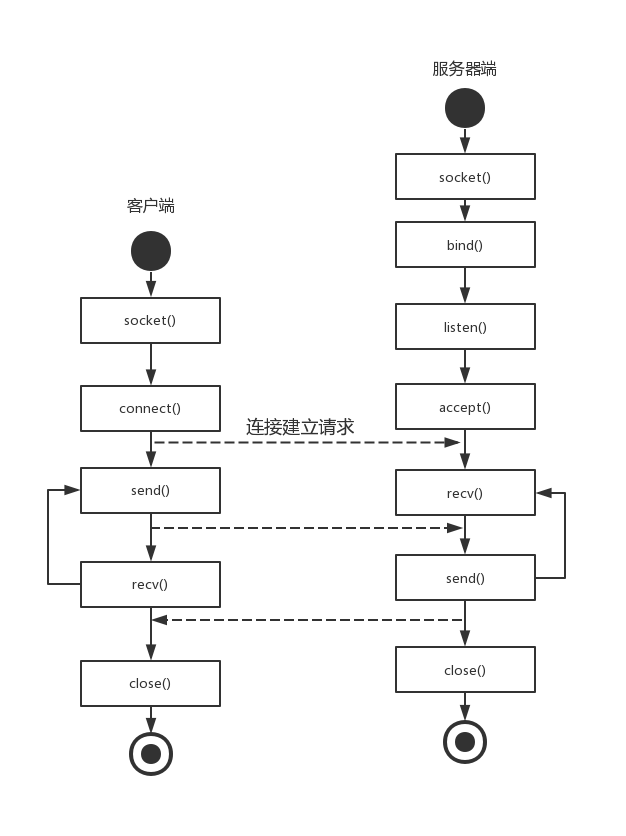 服务器端
socket()
bind()
客户端
socket()
listen()
connect()
accept()
连接建立请求
send()
recv()
recv()
send()
close()
close()